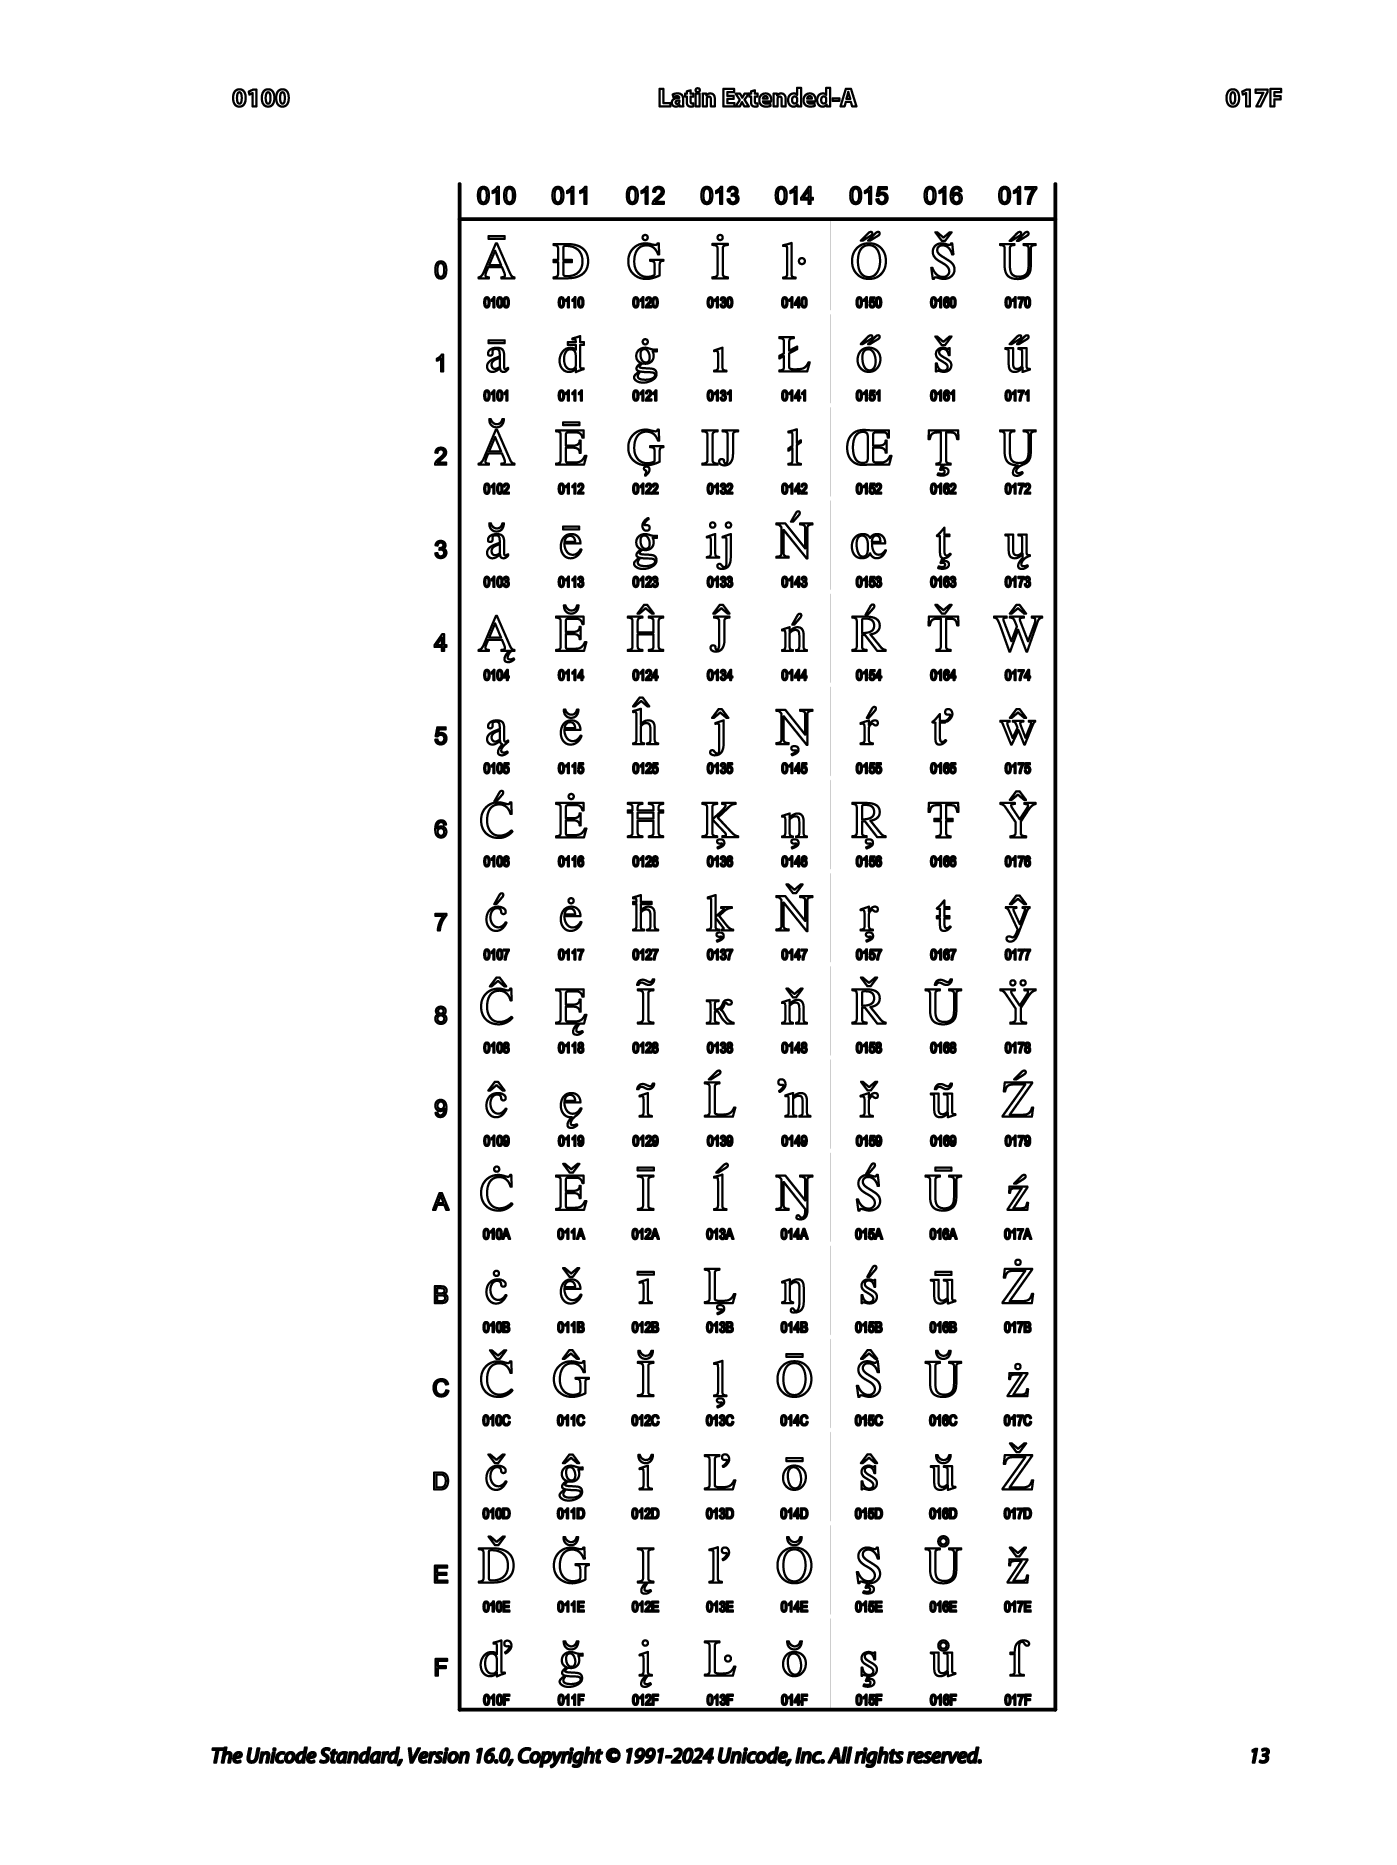 0100 Latin Extended-A 017F
010 011 012 013 014 015 016 017
0 Ā Đ Ġ İ ŀ Ő Š Ű
0100 0110 0120 0130 0140 0150 0160 0170
1 ā đ ġ ı Ł ő š ű
0101 0111 0121 0131 0141 0151 0161 0171
2 Ă Ē Ģ IJ ł Œ Ţ Ų
0102 0112 0122 0132 0142 0152 0162 0172
3 ă ē ģ ij Ń œ ţ ų
0103 0113 0123 0133 0143 0153 0163 0173
4 Ą Ĕ Ĥ Ĵ ń Ŕ Ť Ŵ
0104 0114 0124 0134 0144 0154 0164 0174
5 ą ĕ ĥ ĵ Ņ ŕ ť ŵ
0105 0115 0125 0135 0145 0155 0165 0175
6 Ć Ė Ħ Ķ ņ Ŗ Ŧ Ŷ
0106 0116 0126 0136 0146 0156 0166 0176
7 ć ė ħ ķ Ň ŗ ŧ ŷ
0107 0117 0127 0137 0147 0157 0167 0177
8 Ĉ Ę Ĩ ĸ ň Ř Ũ Ÿ
0108 0118 0128 0138 0148 0158 0168 0178
9 ĉ ę ĩ Ĺ ŉ ř ũ Ź
0109 0119 0129 0139 0149 0159 0169 0179
A Ċ Ě Ī ĺ Ŋ Ś Ū ź
010A 011A 012A 013A 014A 015A 016A 017A
B ċ ě ī Ļ ŋ ś ū Ż
010B 011B 012B 013B 014B 015B 016B 017B
C Č Ĝ Ĭ ļ Ō Ŝ Ŭ ż
010C 011C 012C 013C 014C 015C 016C 017C
D č ĝ ĭ Ľ ō ŝ ŭ Ž
010D 011D 012D 013D 014D 015D 016D 017D
E Ď Ğ Į ľ Ŏ Ş Ů ž
010E 011E 012E 013E 014E 015E 016E 017E
F ď ğ į Ŀ ŏ ş ů ſ
010F 011F 012F 013F 014F 015F 016F 017F
The Unicode Standard, Version 16.0, Copyright © 1991-2024 Unicode, Inc. All rights reserved. 13